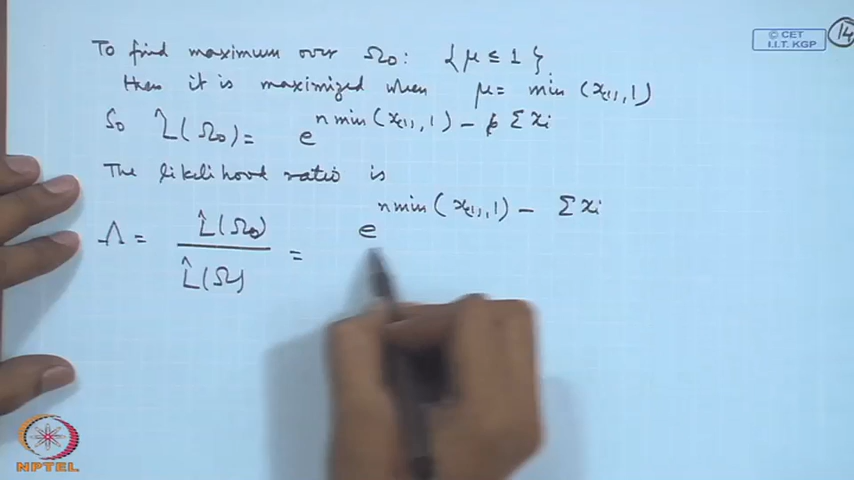 © CET
I.I.T. KGP
14
To find maximum over Ω₀: {μ ≤ 1}
then it is maximized when μ = min (x₍₁₎, 1)
So L̂(Ω₀) = e^{n min (x₍₁₎, 1) - Σxi}
The likelihood ratio is
Λ = L̂(Ω₀) / L̂(Ω) = e^{n min (x₍₁₎, 1) - Σxi}
NPTEL